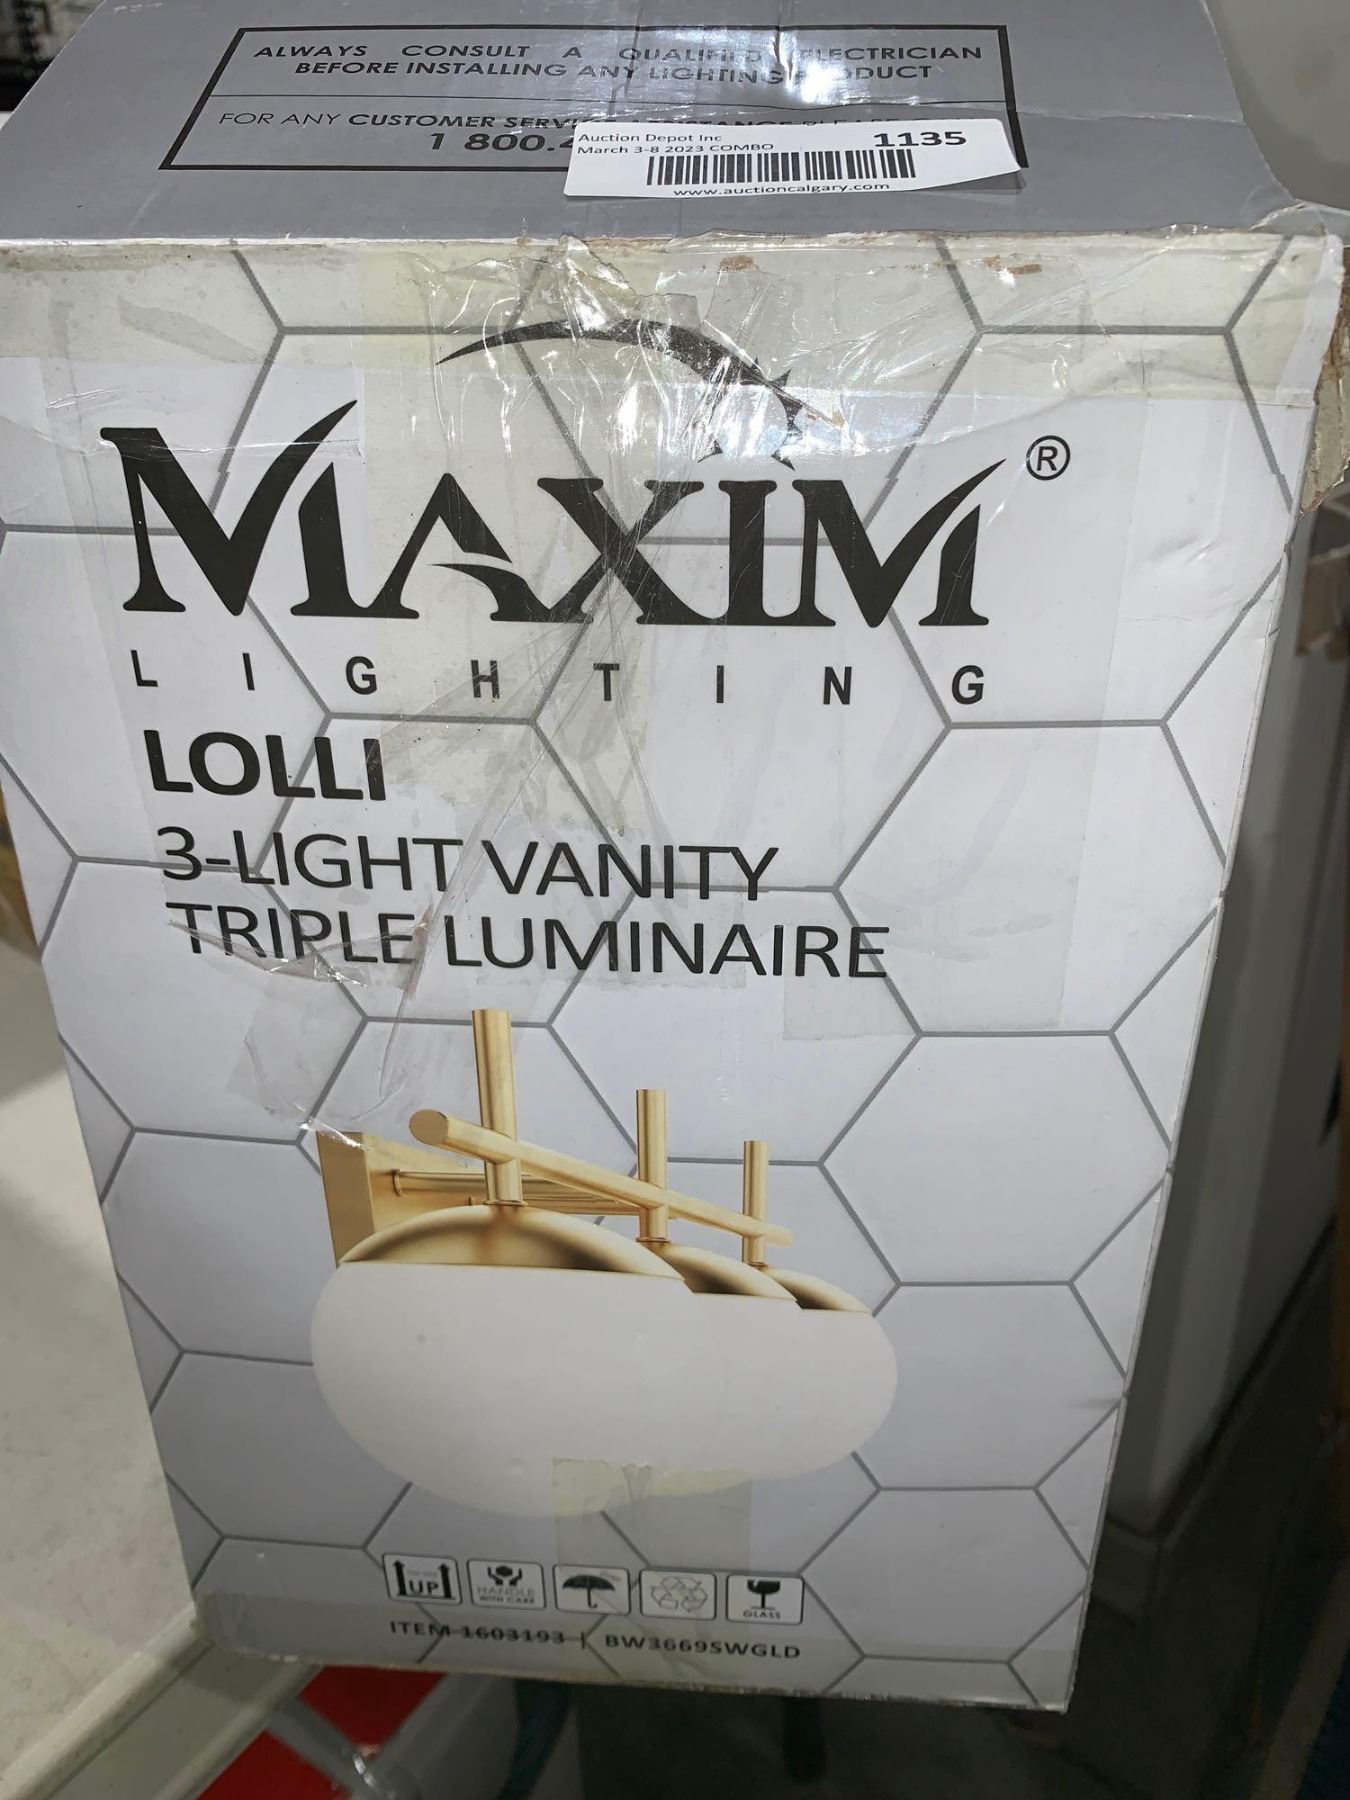 ALWAYS CONSULT A QUALIFIED ELECTRICIAN
BEFORE INSTALLING ANY LIGHTING PRODUCT
FOR ANY CUSTOMER
1 800.
Auction Depot Inc
1135
March 3-8 2023 COMBO
www.auctioncalgary.com
MAXIM®
LIGHTING
LOLLI
3-LIGHT VANITY
TRIPLE LUMINAIRE
UP
HANDLE
WITH CARE
GLASS
ITEM 1603193 | BW3669SWGLD